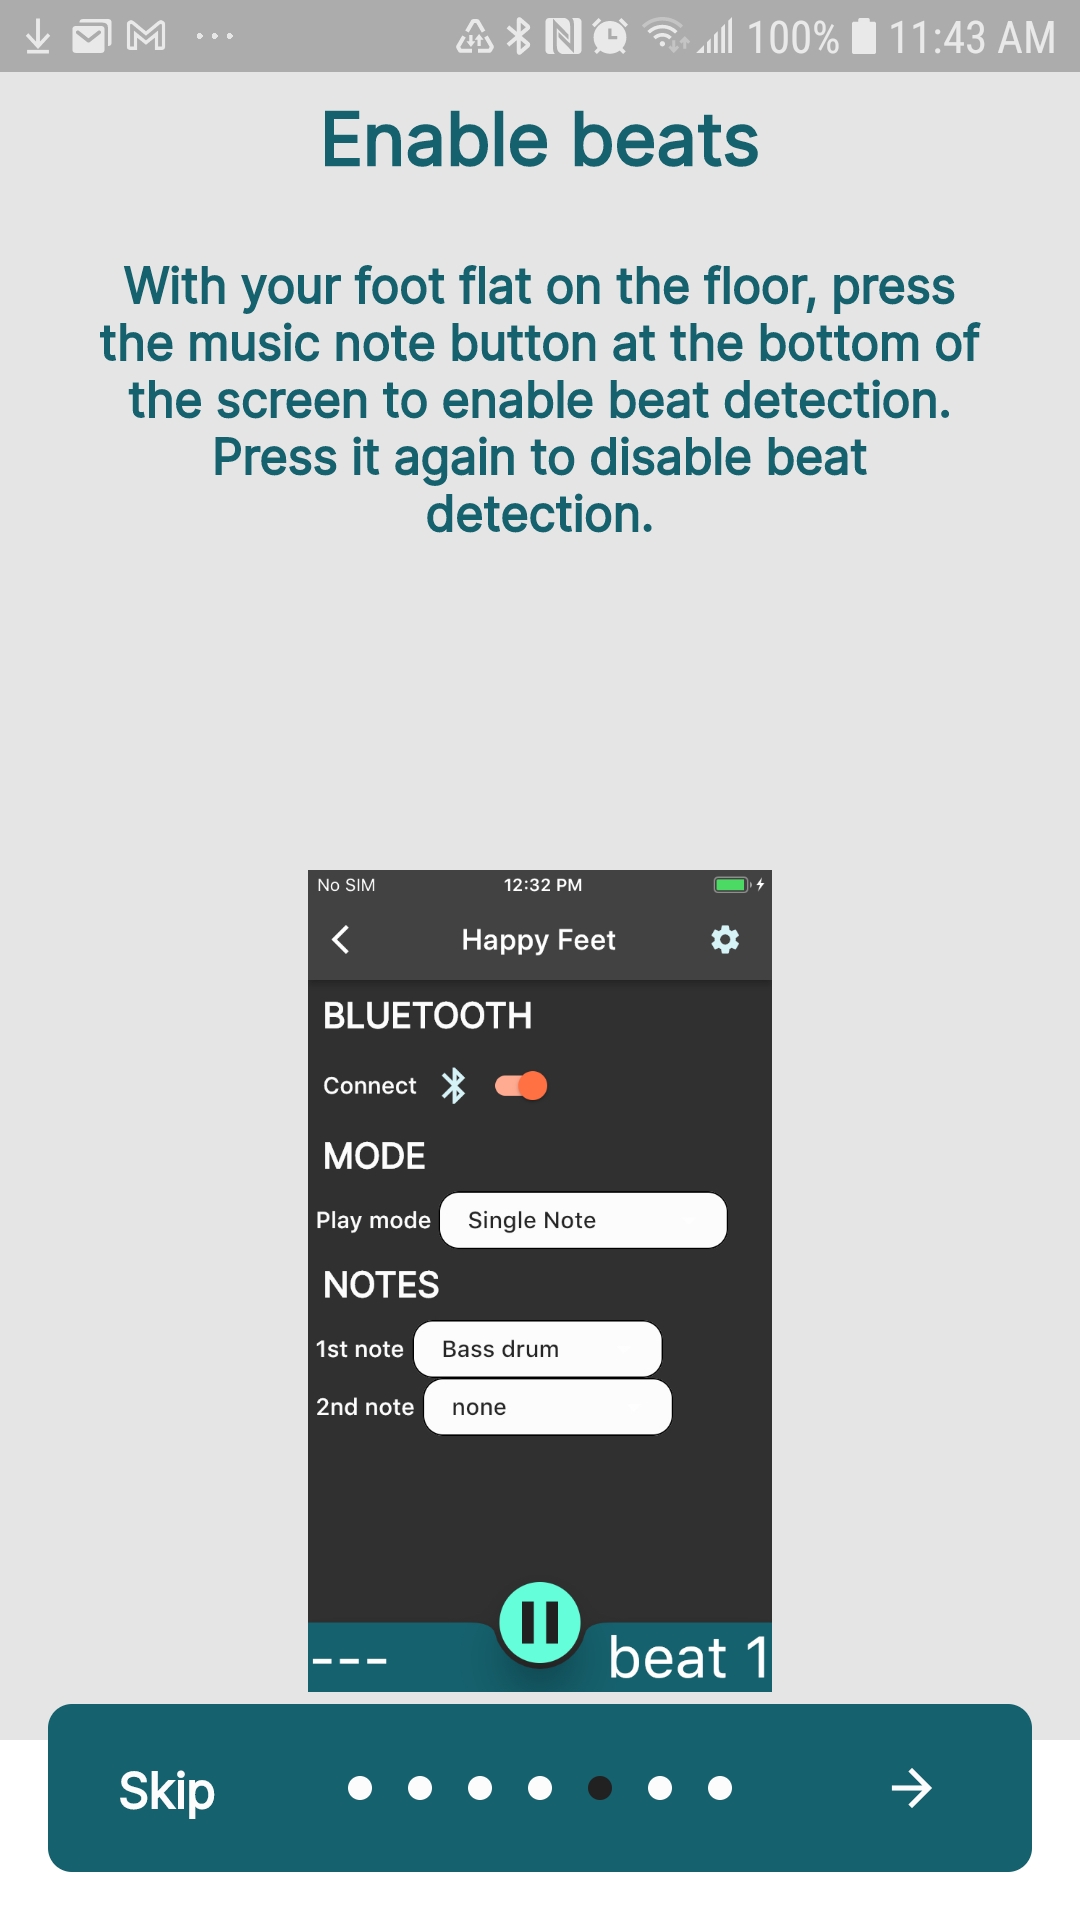 100% 11:43 AM
Enable beats
With your foot flat on the floor, press
the music note button at the bottom of
the screen to enable beat detection.
Press it again to disable beat
detection.
No SIM 12:32 PM
Happy Feet
BLUETOOTH
Connect
MODE
Play mode Single Note
NOTES
1st note Bass drum
2nd note none
--- beat 1
Skip